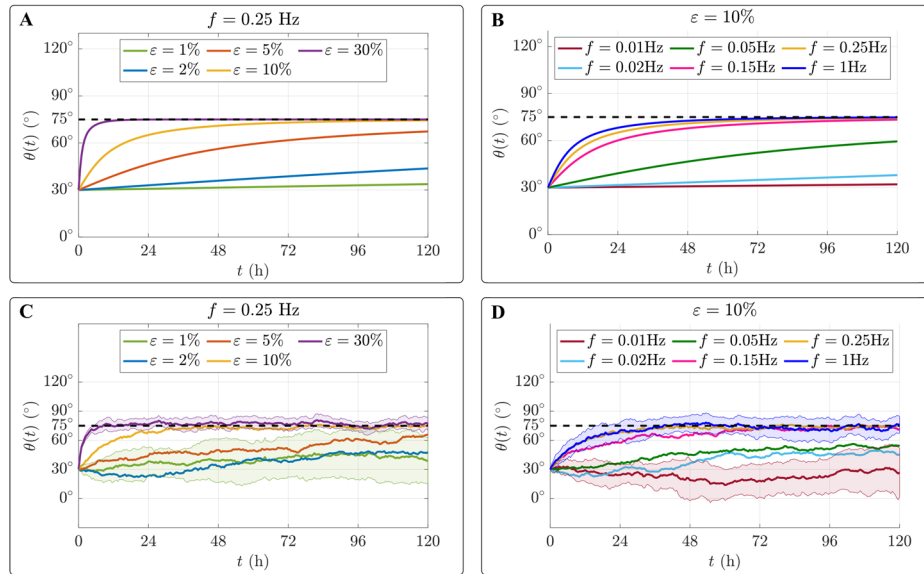 A
f = 0.25 Hz
ε = 1% ε = 5% ε = 30%
ε = 2% ε = 10%
120°
90°
75°
60°
30°
0°
θ(t) (°)
0 24 48 72 96 120
t (h)
B
ε = 10%
f = 0.01Hz f = 0.05Hz f = 0.25Hz
f = 0.02Hz f = 0.15Hz f = 1Hz
120°
90°
75°
60°
30°
0°
θ(t) (°)
0 24 48 72 96 120
t (h)
C
f = 0.25 Hz
ε = 1% ε = 5% ε = 30%
ε = 2% ε = 10%
120°
90°
75°
60°
30°
0°
θ(t) (°)
0 24 48 72 96 120
t (h)
D
ε = 10%
f = 0.01Hz f = 0.05Hz f = 0.25Hz
f = 0.02Hz f = 0.15Hz f = 1Hz
120°
90°
75°
60°
30°
0°
θ(t) (°)
0 24 48 72 96 120
t (h)